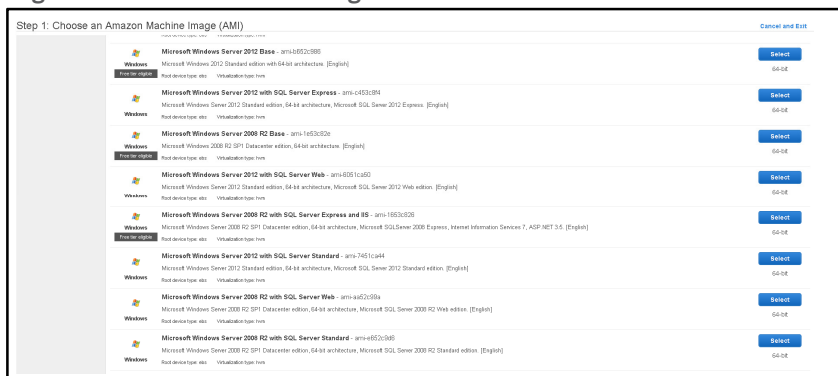 Step 1: Choose an Amazon Machine Image (AMI)
Cancel and Exit
Microsoft Windows Server 2012 Base - ami-b652c986
Select
Windows
Microsoft Windows 2012 Standard edition with 64-bit architecture. [English]
64-bit
Free tier eligible
Root device type: ebs Virtualization type: hvm
Microsoft Windows Server 2012 with SQL Server Express - ami-c453c8f4
Select
Microsoft Windows Server 2012 Standard edition, 64-bit architecture, Microsoft SQL Server 2012 Express. [English]
64-bit
Windows
Root device type: ebs Virtualization type: hvm
Microsoft Windows Server 2008 R2 Base - ami-1e53c82e
Select
Windows
Microsoft Windows 2008 R2 SP1 Datacenter edition, 64-bit architecture. [English]
64-bit
Free tier eligible
Root device type: ebs Virtualization type: hvm
Microsoft Windows Server 2012 with SQL Server Web - ami-6051ca50
Select
Microsoft Windows Server 2012 Standard edition, 64-bit architecture, Microsoft SQL Server 2012 Web edition. [English]
64-bit
Windows
Root device type: ebs Virtualization type: hvm
Microsoft Windows Server 2008 R2 with SQL Server Express and IIS - ami-1653c826
Select
Windows
Microsoft Windows Server 2008 R2 SP1 Datacenter edition, 64-bit architecture, Microsoft SQLServer 2008 Express, Internet Information Services 7, ASP.NET 3.5. [English]
64-bit
Free tier eligible
Root device type: ebs Virtualization type: hvm
Microsoft Windows Server 2012 with SQL Server Standard - ami-7451ca44
Select
Microsoft Windows Server 2012 Standard edition, 64-bit architecture, Microsoft SQL Server 2012 Standard edition. [English]
64-bit
Windows
Root device type: ebs Virtualization type: hvm
Microsoft Windows Server 2008 R2 with SQL Server Web - ami-aa52c99a
Select
Microsoft Windows Server 2008 R2 SP1 Datacenter edition, 64-bit architecture, Microsoft SQL Server 2008 R2 Web edition. [English]
64-bit
Windows
Root device type: ebs Virtualization type: hvm
Microsoft Windows Server 2008 R2 with SQL Server Standard - ami-e652c9d6
Select
Microsoft Windows Server 2008 R2 SP1 Datacenter edition, 64-bit architecture, Microsoft SQL Server 2008 R2 Standard edition. [English]
64-bit
Windows
Root device type: ebs Virtualization type: hvm